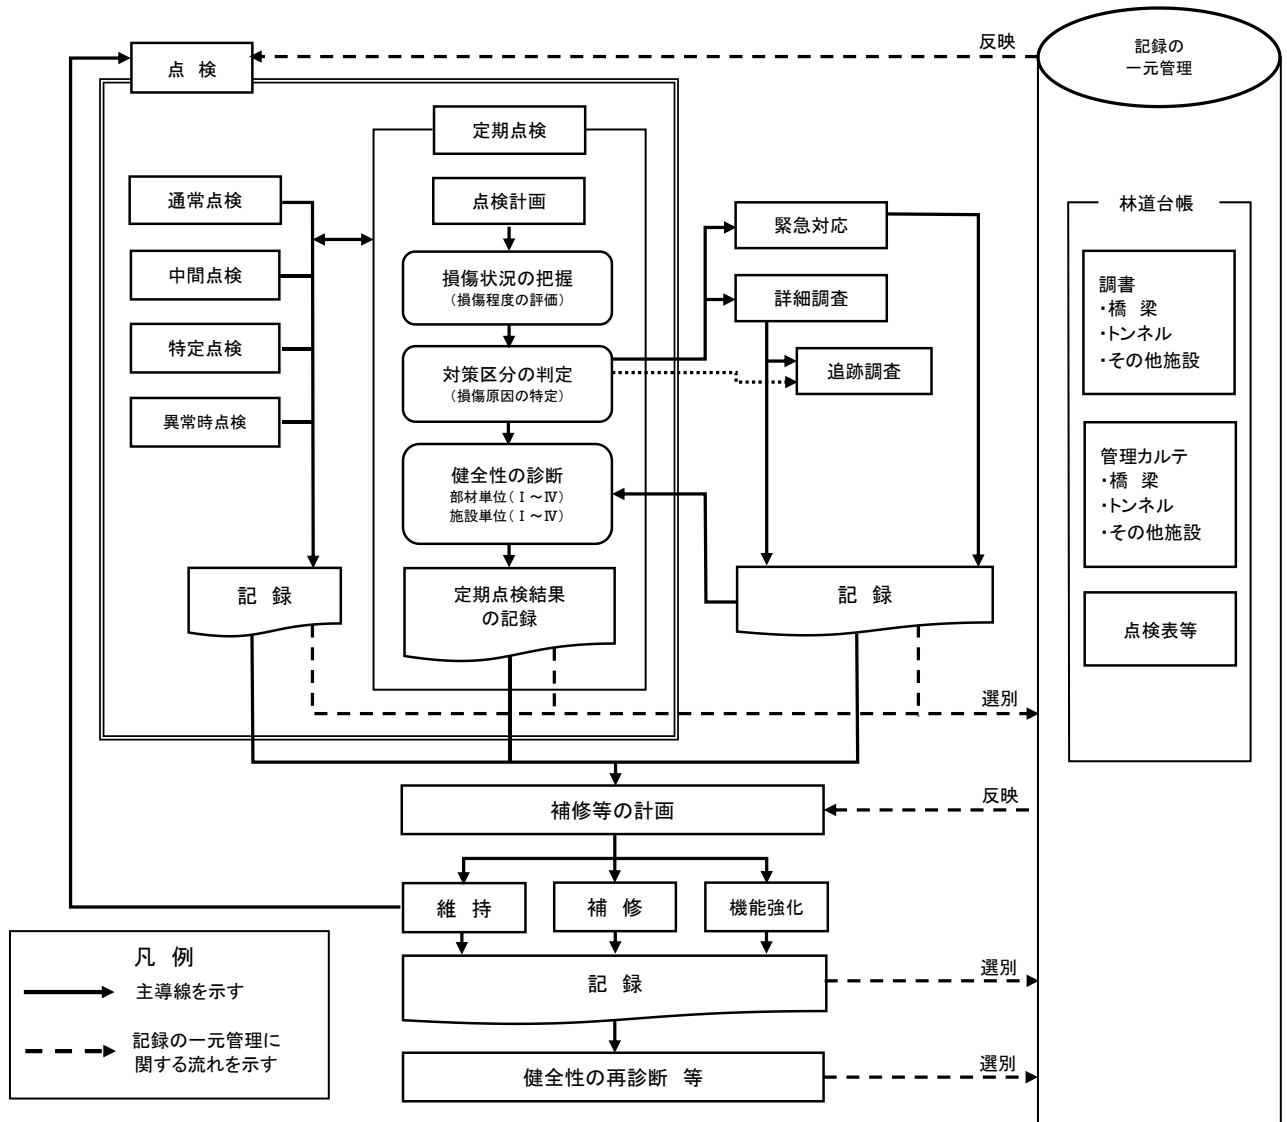 点 検
反映
記録の
一元管理
定期点検
通常点検
中間点検
特定点検
異常時点検
点検計画
損傷状況の把握
(損傷程度の評価)
対策区分の判定
(損傷原因の特定)
健全性の診断
部材単位(Ⅰ~Ⅳ)
施設単位(Ⅰ~Ⅳ)
緊急対応
詳細調査
追跡調査
林道台帳
調書
・橋 梁
・トンネル
・その他施設
管理カルテ
・橋 梁
・トンネル
・その他施設
点検表等
記 録
定期点検結果
の記録
記 録
選別
補修等の計画
反映
維 持
補 修
機能強化
記 録
選別
健全性の再診断 等
選別
凡 例
主導線を示す
記録の一元管理に
関する流れを示す